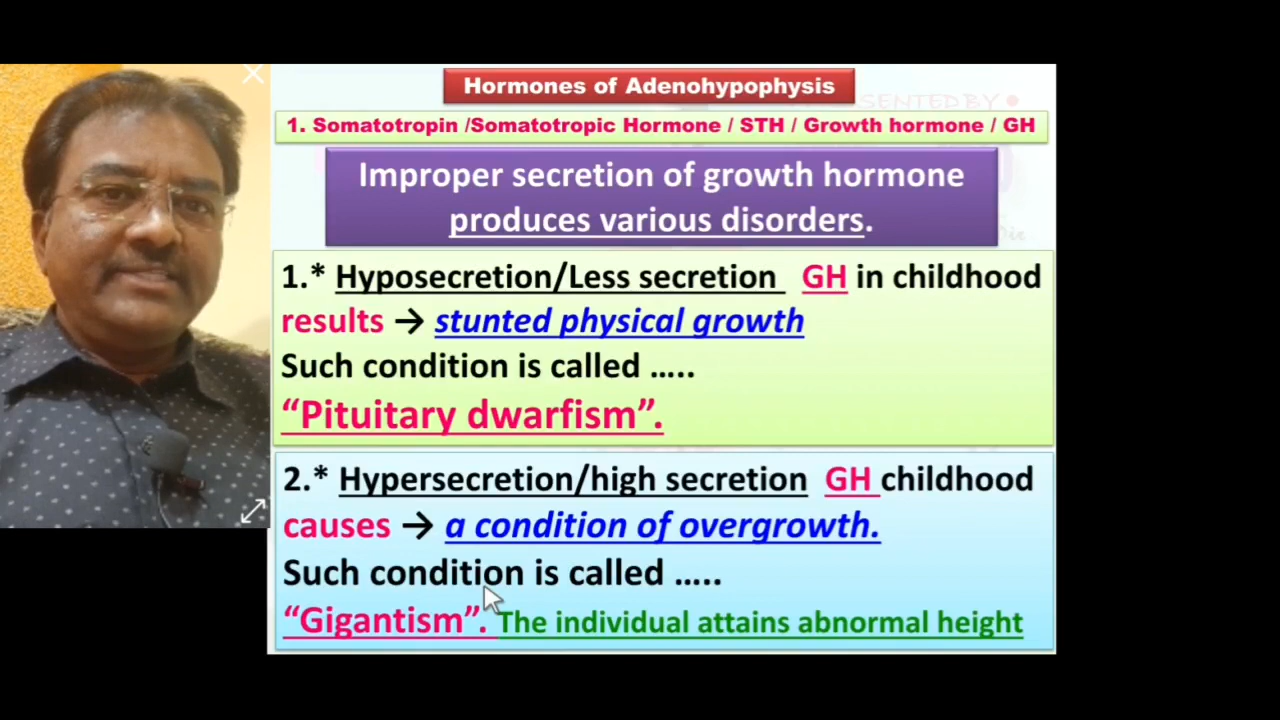 Hormones of Adenohypophysis
SENTED BY
1. Somatotropin /Somatotropic Hormone / STH / Growth hormone / GH
Improper secretion of growth hormone
produces various disorders.
1.* Hyposecretion/Less secretion GH in childhood
results → stunted physical growth
Such condition is called …..
“Pituitary dwarfism”.
2.* Hypersecretion/high secretion GH childhood
causes → a condition of overgrowth.
Such condition is called …..
“Gigantism”. The individual attains abnormal height